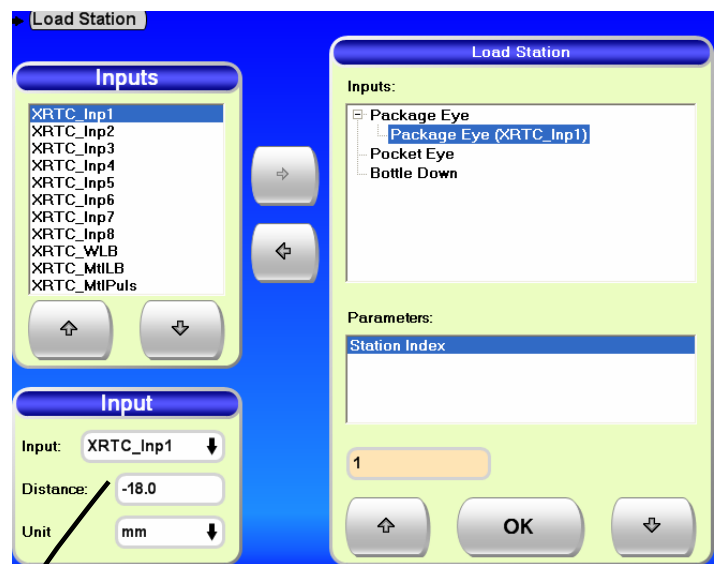 Load Station
Inputs
XRTC_Inp1
XRTC_Inp2
XRTC_Inp3
XRTC_Inp4
XRTC_Inp5
XRTC_Inp6
XRTC_Inp7
XRTC_Inp8
XRTC_WLB
XRTC_MtlLB
XRTC_MtlPuls
Input
Input: XRTC_Inp1
Distance: -18.0
Unit mm
Load Station
Inputs:
Package Eye
Package Eye (XRTC_Inp1)
Pocket Eye
Bottle Down
Parameters:
Station Index
1
OK